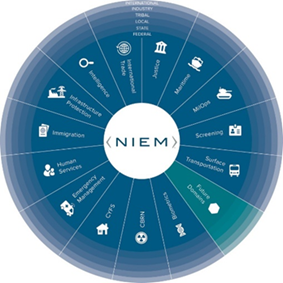 INTERNATIONAL
INDUSTRY
TRIBAL
LOCAL
STATE
FEDERAL
Justice
Maritime
MilOps
Screening
Surface
Transportation
Future
Domains
Biometrics
CBRN
CYFS
Emergency
Management
Human
Services
Immigration
Infrastructure
Protection
Intelligence
International
Trade
NIEM